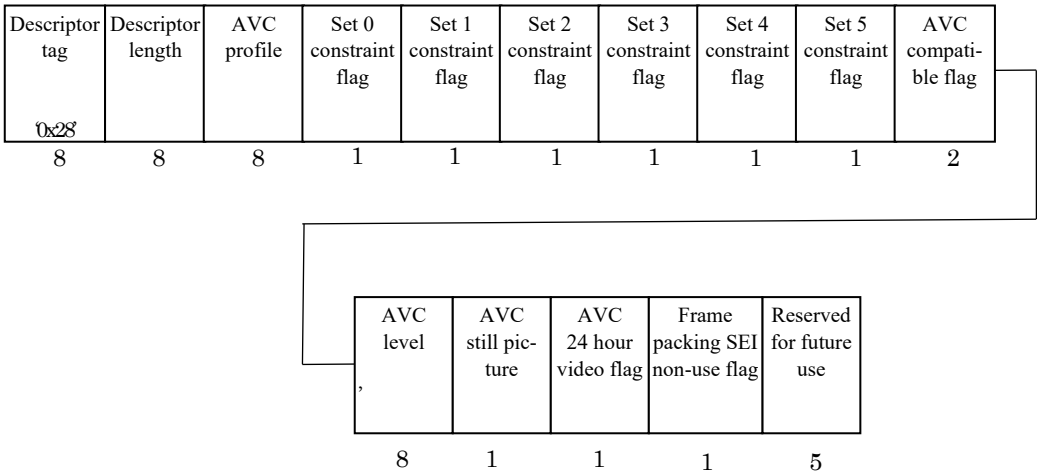 Descriptor tag '0x28'
Descriptor length
AVC profile
Set 0 constraint flag
Set 1 constraint flag
Set 2 constraint flag
Set 3 constraint flag
Set 4 constraint flag
Set 5 constraint flag
AVC compati-ble flag
8 8 8 1 1 1 1 1 1 2
AVC level ,
AVC still pic-ture
AVC 24 hour video flag
Frame packing SEI non-use flag
Reserved for future use
8 1 1 1 5